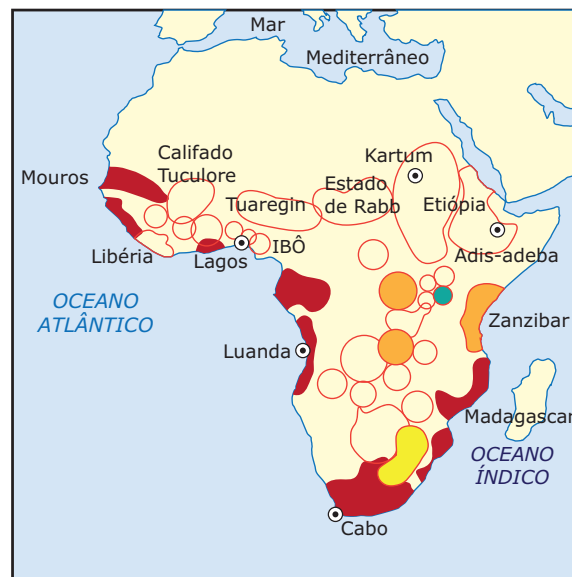 Mar
Mediterrâneo
Kartum
Califado
Tuculore
Mouros
Estado
de Rabb
Tuaregin
Etiópia
IBÔ
Adis-adeba
Libéria
Lagos
OCEANO
ATLÂNTICO
Zanzibar
Luanda
Madagascar
OCEANO
ÍNDICO
Cabo